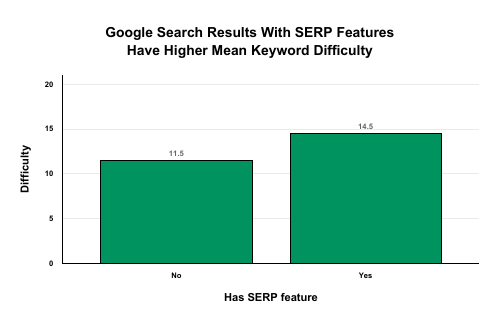 Google Search Results With SERP Features
Have Higher Mean Keyword Difficulty
20
15
10
5
0
Difficulty
11.5
14.5
No
Yes
Has SERP feature